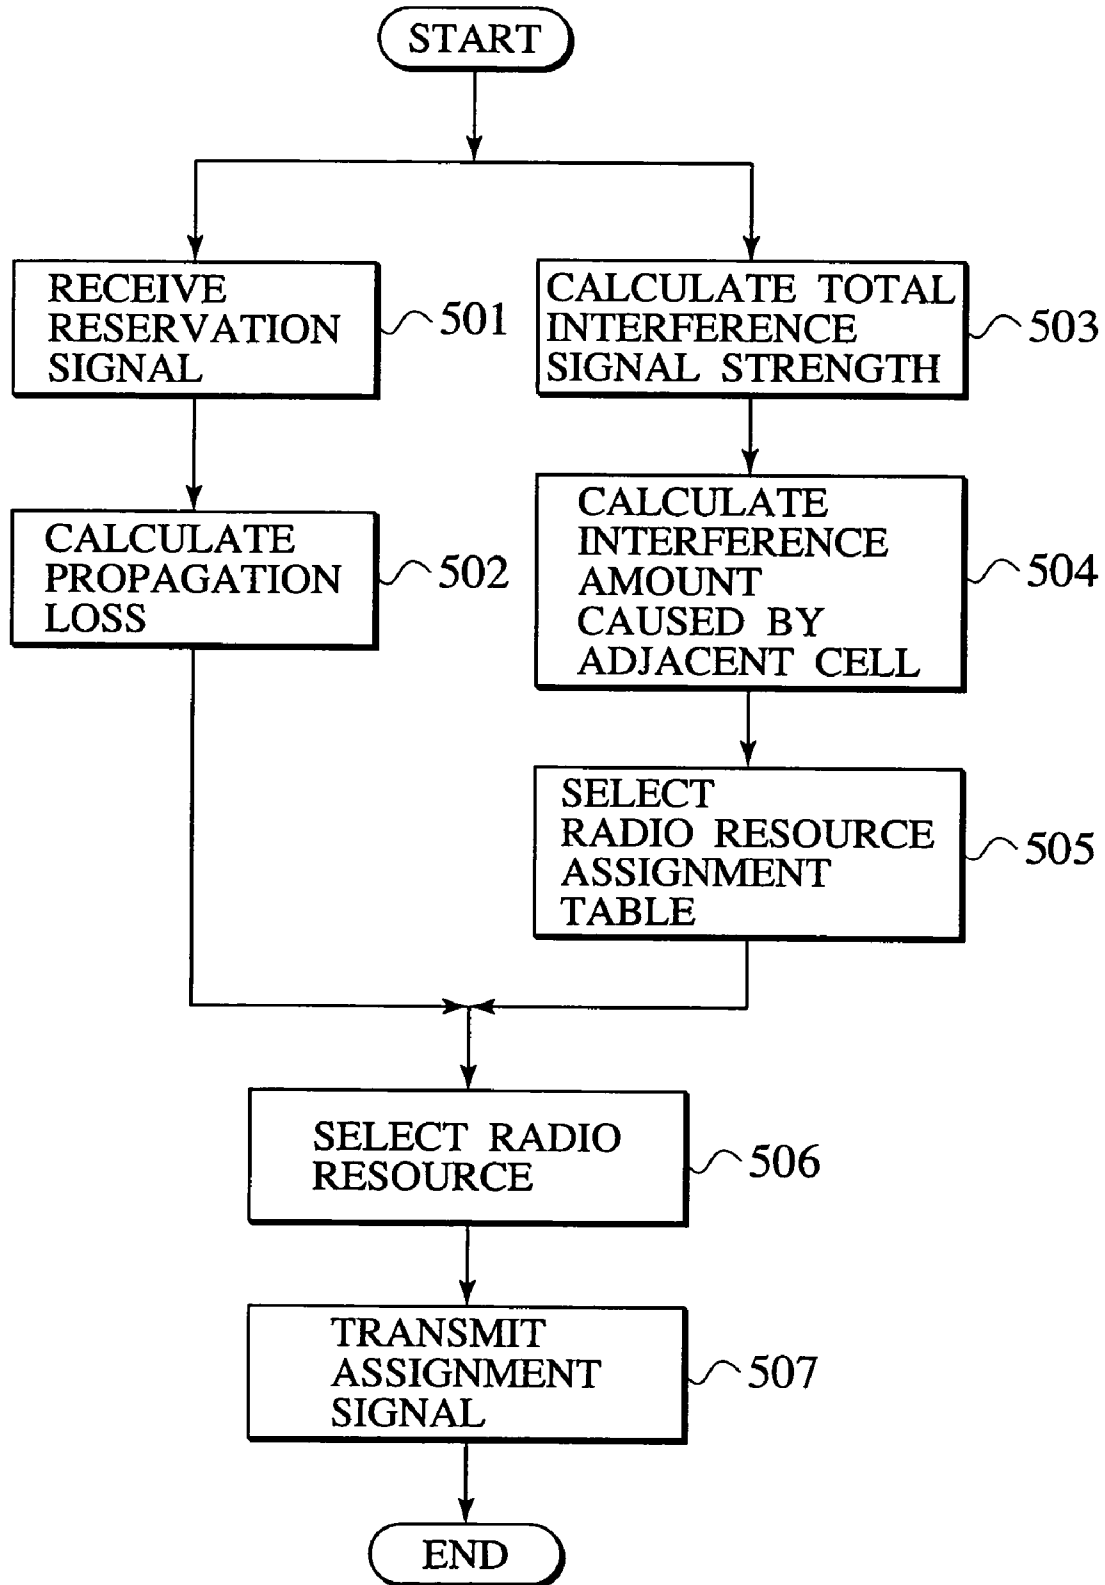 START
RECEIVE
RESERVATION
SIGNAL
501
CALCULATE PROPAGATION
LOSS
502
CALCULATE TOTAL
INTERFERENCE
SIGNAL STRENGTH
503
CALCULATE
INTERFERENCE
AMOUNT
CAUSED BY
ADJACENT CELL
504
SELECT
RADIO RESOURCE
ASSIGNMENT
TABLE
505
SELECT RADIO
RESOURCE
506
TRANSMIT
ASSIGNMENT
SIGNAL
507
END